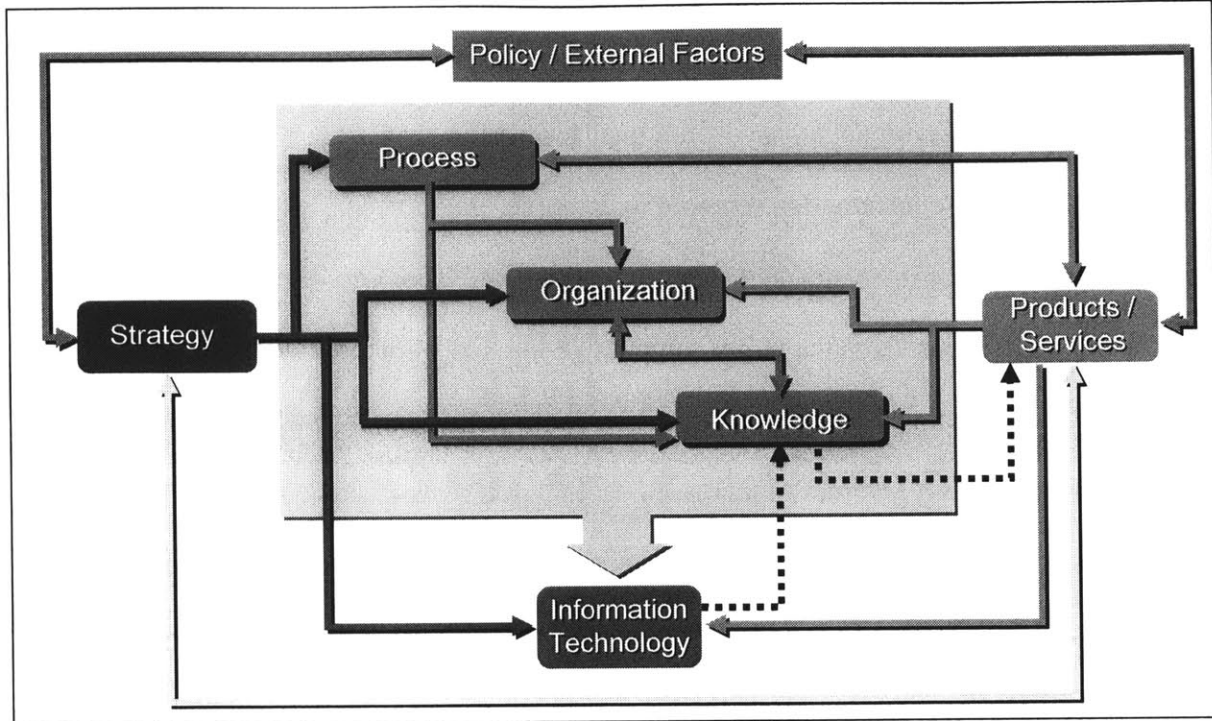 Policy / External Factors
Process
Organization
Strategy
Products /
Services
Knowledge
Information
Technology